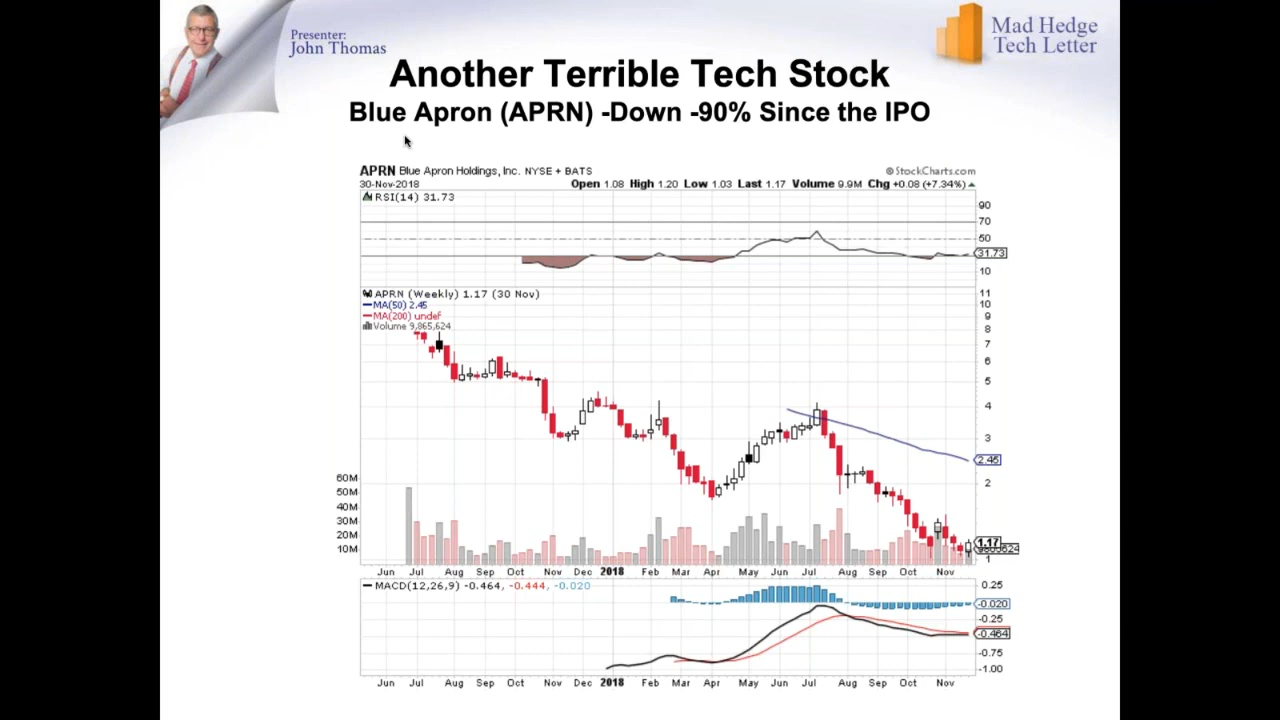 Presenter:
John Thomas
Mad Hedge
Tech Letter
Another Terrible Tech Stock
Blue Apron (APRN) -Down -90% Since the IPO
APRN Blue Apron Holdings, Inc. NYSE + BATS
© StockCharts.com
30-Nov-2018
Open 1.08 High 1.20 Low 1.03 Last 1.17 Volume 9.9M Chg +0.08 (+7.34%)
RSI(14) 31.73
90
70
50
31.73
10
APRN (Weekly) 1.17 (30 Nov)
MA(50) 2.45
MA(200) undef
Volume 9,865,624
11
10
9
8
7
6
5
4
3
2.45
2
1.17
9865624
1
60M
50M
40M
30M
20M
10M
Jun Jul Aug Sep Oct Nov Dec 2018 Feb Mar Apr May Jun Jul Aug Sep Oct Nov
MACD(12,26,9) -0.464, -0.444, -0.020
0.25
-0.020
-0.25
-0.464
-0.75
-1.00
Jun Jul Aug Sep Oct Nov Dec 2018 Feb Mar Apr May Jun Jul Aug Sep Oct Nov